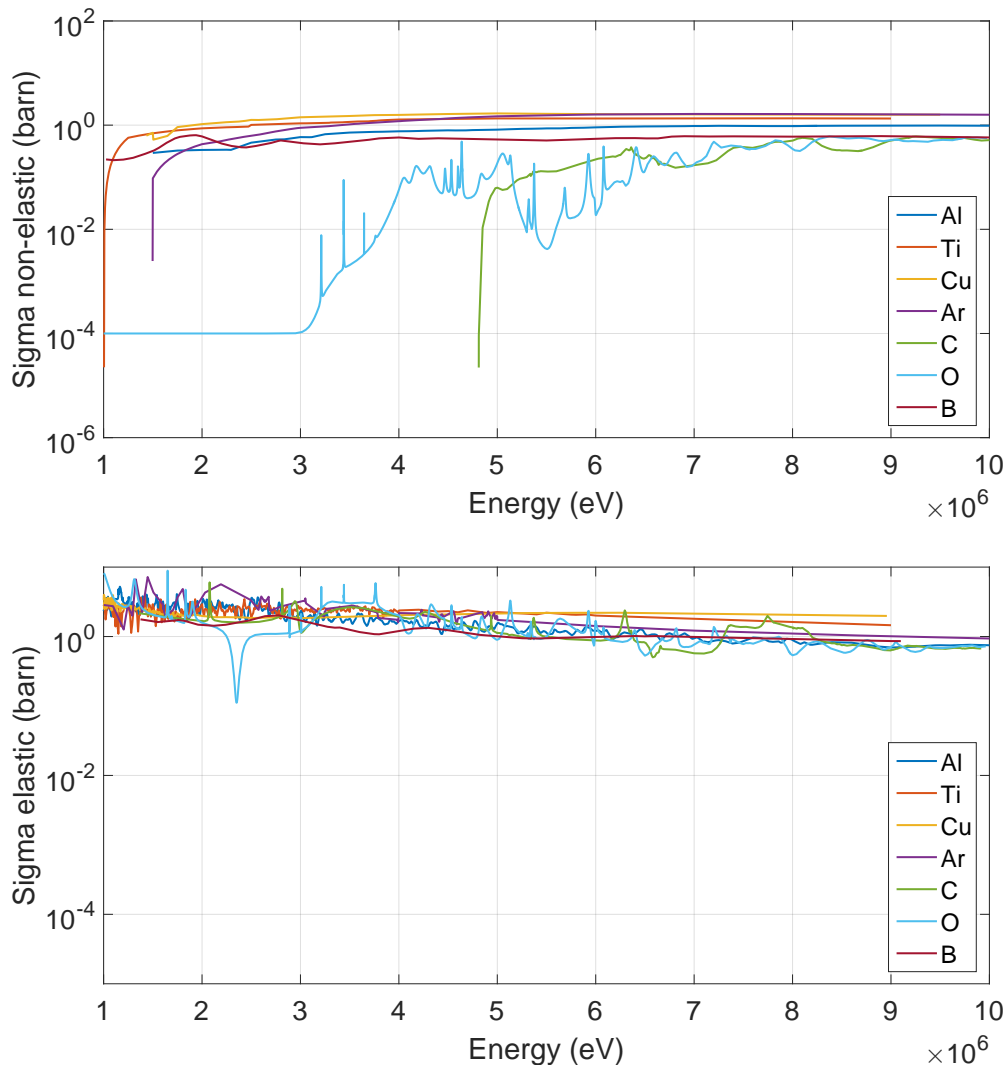 10^2
10^0
10^-2
10^-4
10^-6
Sigma non-elastic (barn)
Al
Ti
Cu
Ar
C
O
B
1 2 3 4 5 6 7 8 9 10
Energy (eV)
×10^6
10^0
10^-2
10^-4
Sigma elastic (barn)
Al
Ti
Cu
Ar
C
O
B
1 2 3 4 5 6 7 8 9 10
Energy (eV)
×10^6